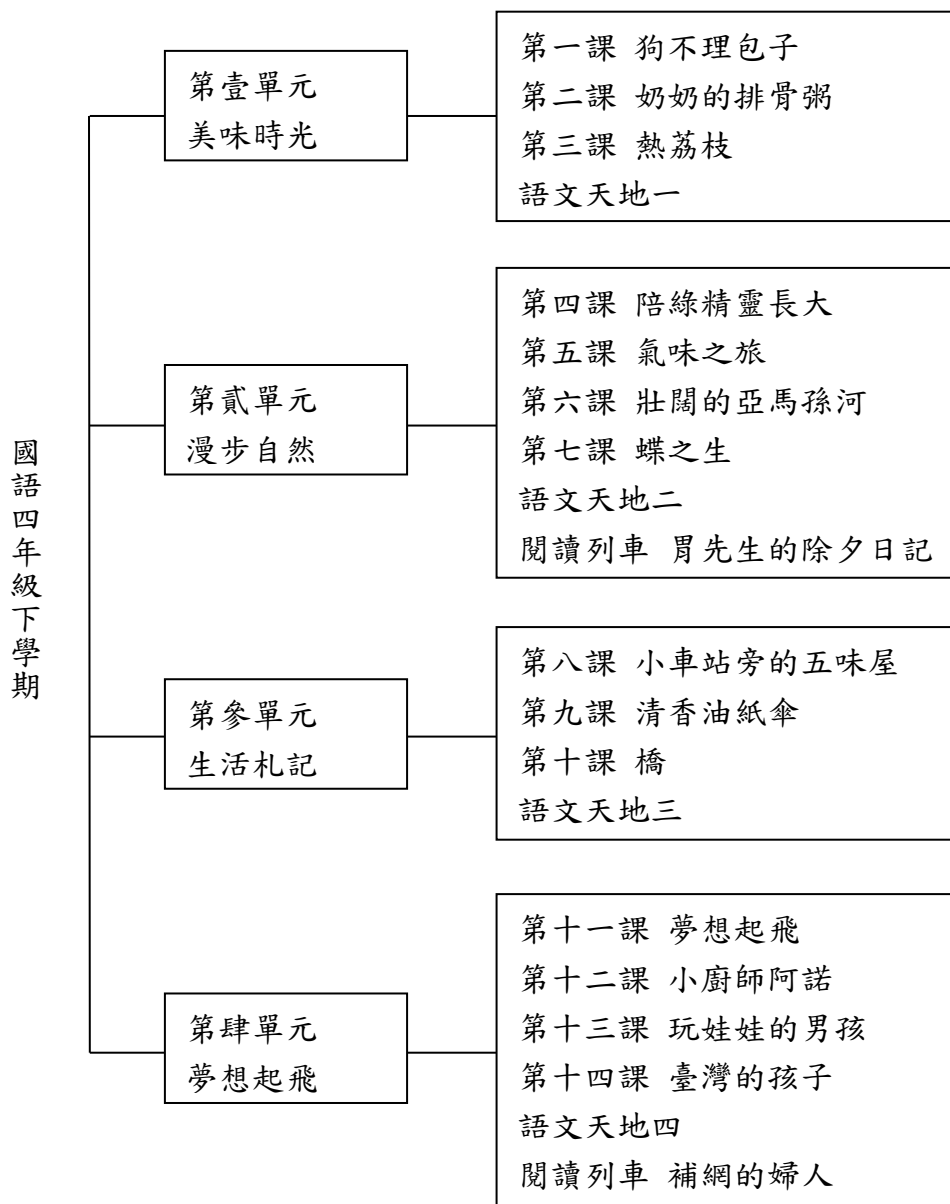 國語四年級下學期
第壹單元
美味時光
第一課 狗不理包子
第二課 奶奶的排骨粥
第三課 熱荔枝
語文天地一
第貳單元
漫步自然
第四課 陪綠精靈長大
第五課 氣味之旅
第六課 壯闊的亞馬孫河
第七課 蝶之生
語文天地二
閱讀列車 胃先生的除夕日記
第參單元
生活札記
第八課 小車站旁的五味屋
第九課 清香油紙傘
第十課 橋
語文天地三
第肆單元
夢想起飛
第十一課 夢想起飛
第十二課 小廚師阿諾
第十三課 玩娃娃的男孩
第十四課 臺灣的孩子
語文天地四
閱讀列車 補網的婦人